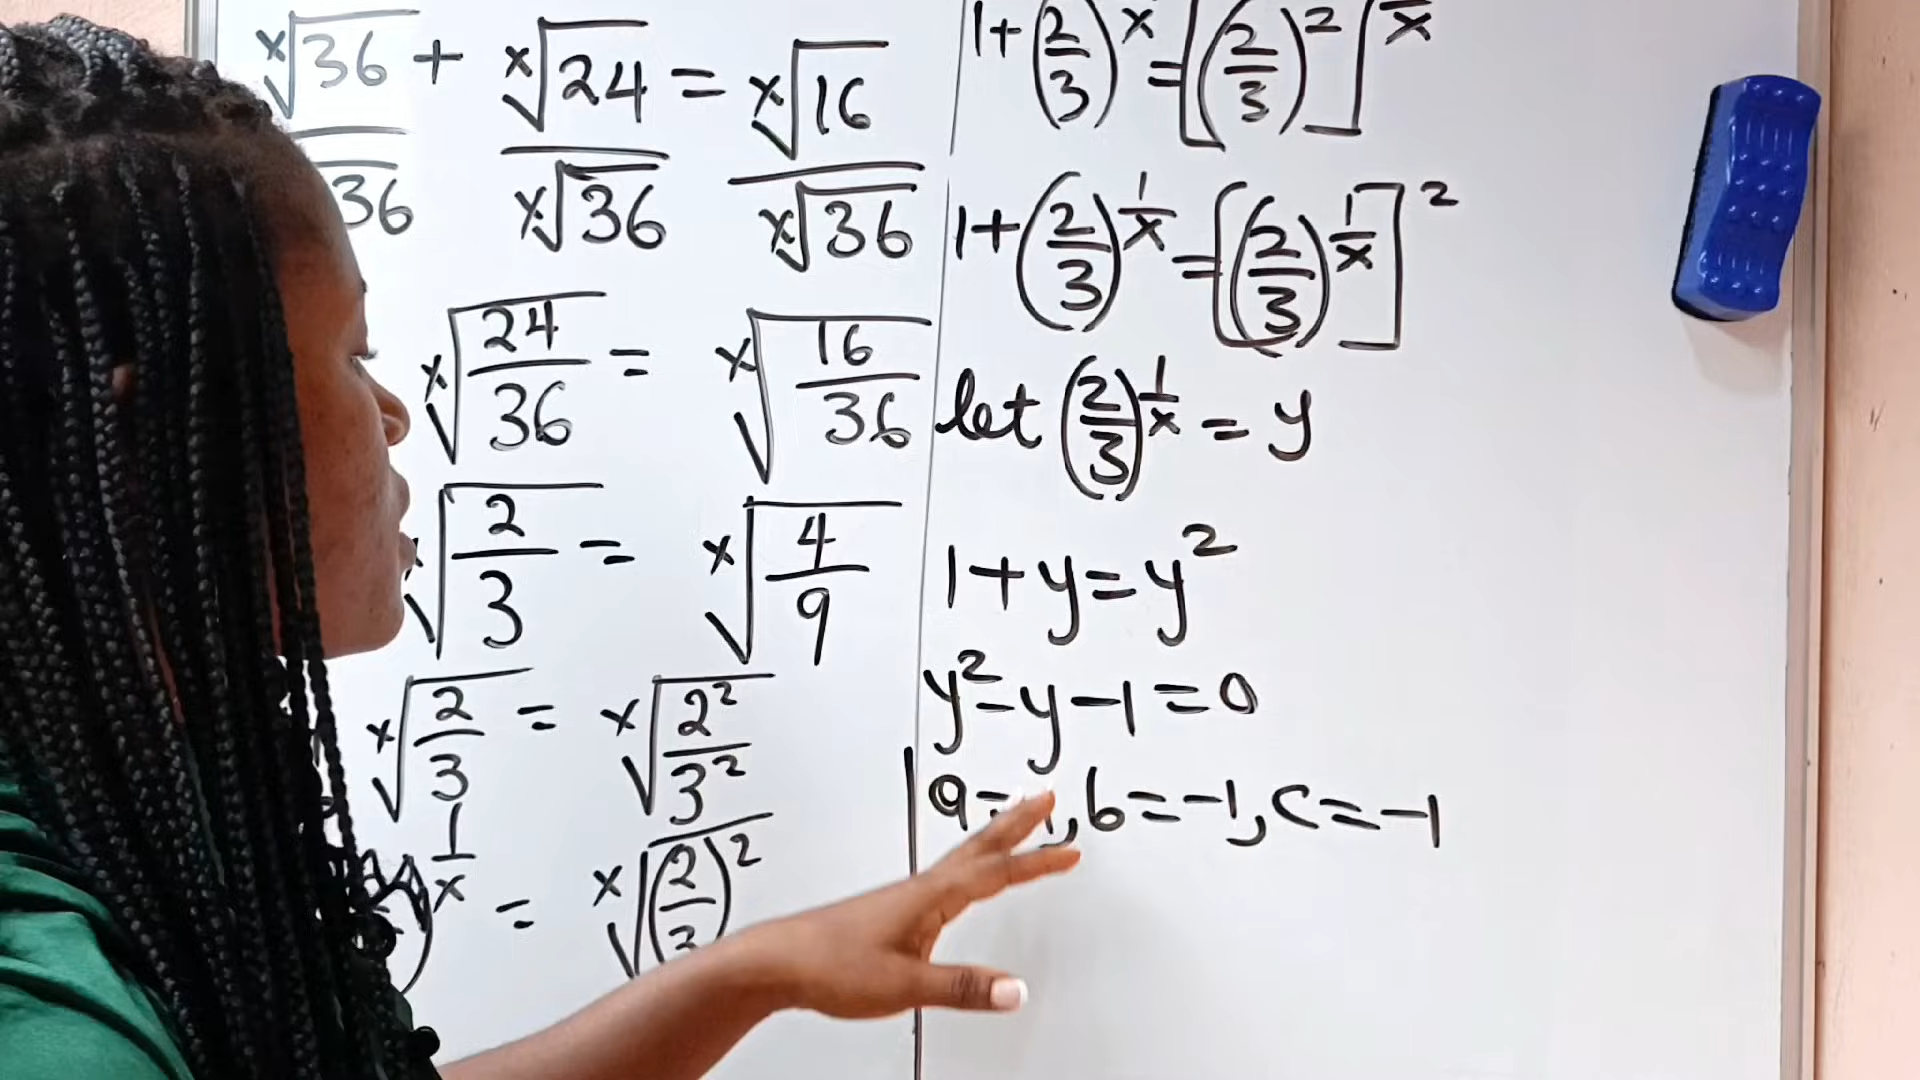 ˣ√36 + ˣ√24 = ˣ√16
36 ˣ√36 ˣ√36
ˣ√(24/36) = ˣ√(16/36)
ˣ√(2/3) = ˣ√(4/9)
ˣ√(2/3) = ˣ√(2²/3²)
1/x = ˣ√(2/3)²
1+(2/3)^x = [(2/3)²]^x
1+(2/3)^(1/x) = [(2/3)^(1/x)]²
let (2/3)^(1/x) = y
1+y=y²
y²-y-1=0
a=1, b=-1, c=-1